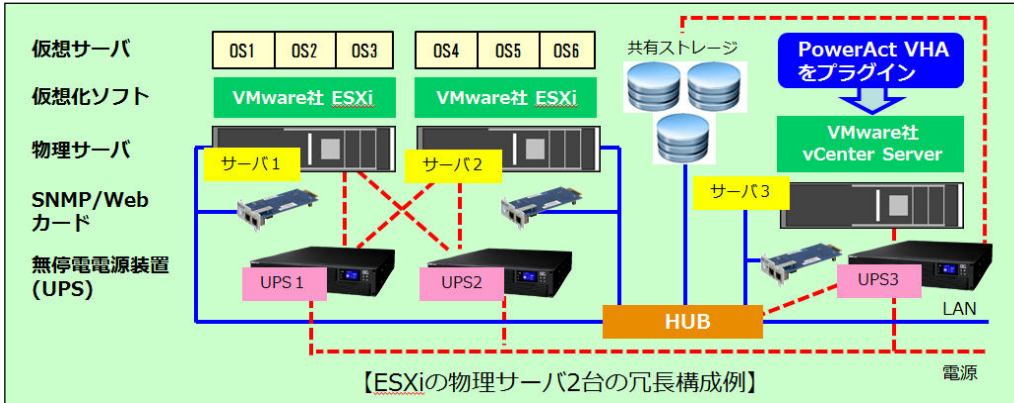 仮想サーバ
OS1 OS2 OS3
OS4 OS5 OS6
共有ストレージ
PowerAct VHA
をプラグイン
仮想化ソフト
VMware社 ESXi
VMware社 ESXi
VMware社
vCenter Server
物理サーバ
サーバ1
サーバ2
サーバ3
SNMP/Web
カード
無停電電源装置
(UPS)
UPS1
UPS2
UPS3
HUB
LAN
電源
【ESXiの物理サーバ2台の冗長構成例】